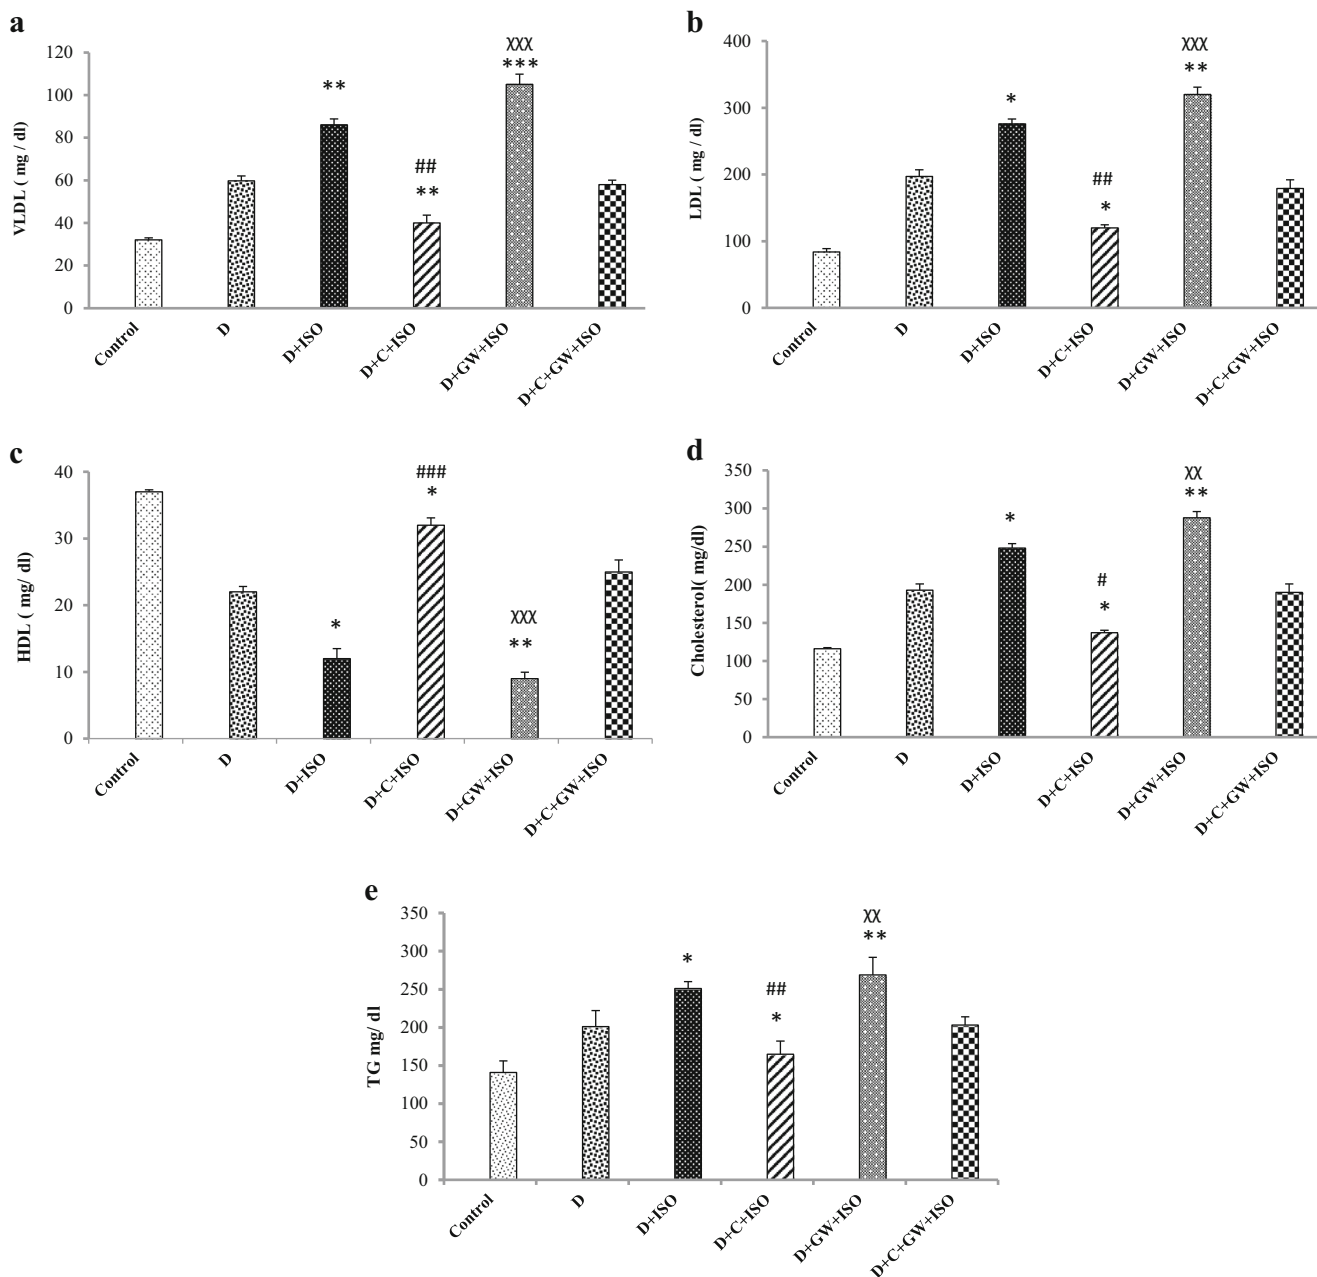 a
VLDL ( mg / dl)
120
100
80
60
40
20
0
**
##
**
χχχ
***
Control
D
D+ISO
D+C+ISO
D+GW+ISO
D+C+GW+ISO
b
LDL ( mg / dl)
400
300
200
100
0
*
##
*
χχχ
**
Control
D
D+ISO
D+C+ISO
D+GW+ISO
D+C+GW+ISO
c
HDL ( mg/ dl)
40
30
20
10
0
*
###
*
χχχ
**
Control
D
D+ISO
D+C+ISO
D+GW+ISO
D+C+GW+ISO
d
Cholesterol( mg/dl)
350
300
250
200
150
100
50
0
*
#
*
χχ
**
Control
D
D+ISO
D+C+ISO
D+GW+ISO
D+C+GW+ISO
e
TG mg/ dl
350
300
250
200
150
100
50
0
*
##
*
χχ
**
Control
D
D+ISO
D+C+ISO
D+GW+ISO
D+C+GW+ISO